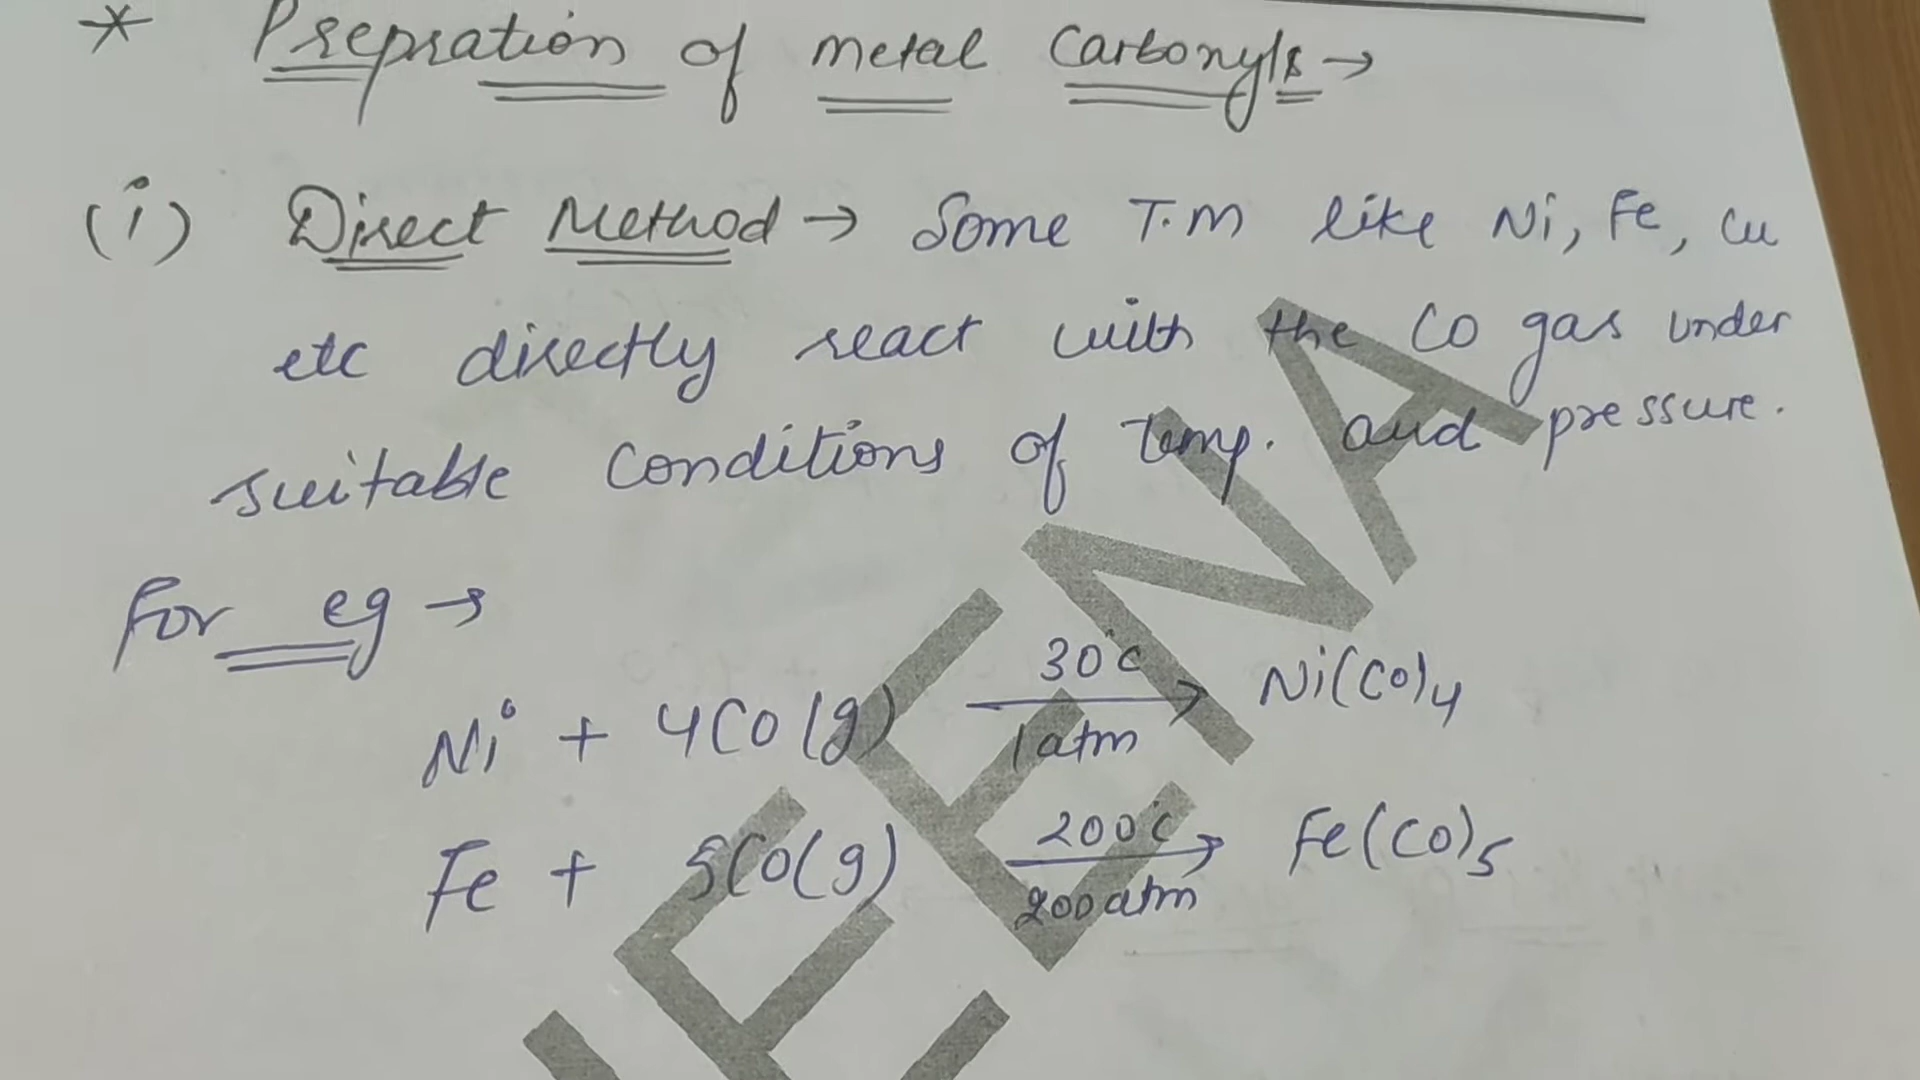 * Prepration of metal Carbonyls →
(i) Direct Method → Some T.M like Ni, Fe, Cu
etc directly react with the CO gas under
suitable conditions of temp. and pressure.
For eg →
30°C
Ni + 4CO(g) → Ni(CO)4
1atm
200°C
Fe + 5CO(g) → Fe(CO)5
200atm
EENA